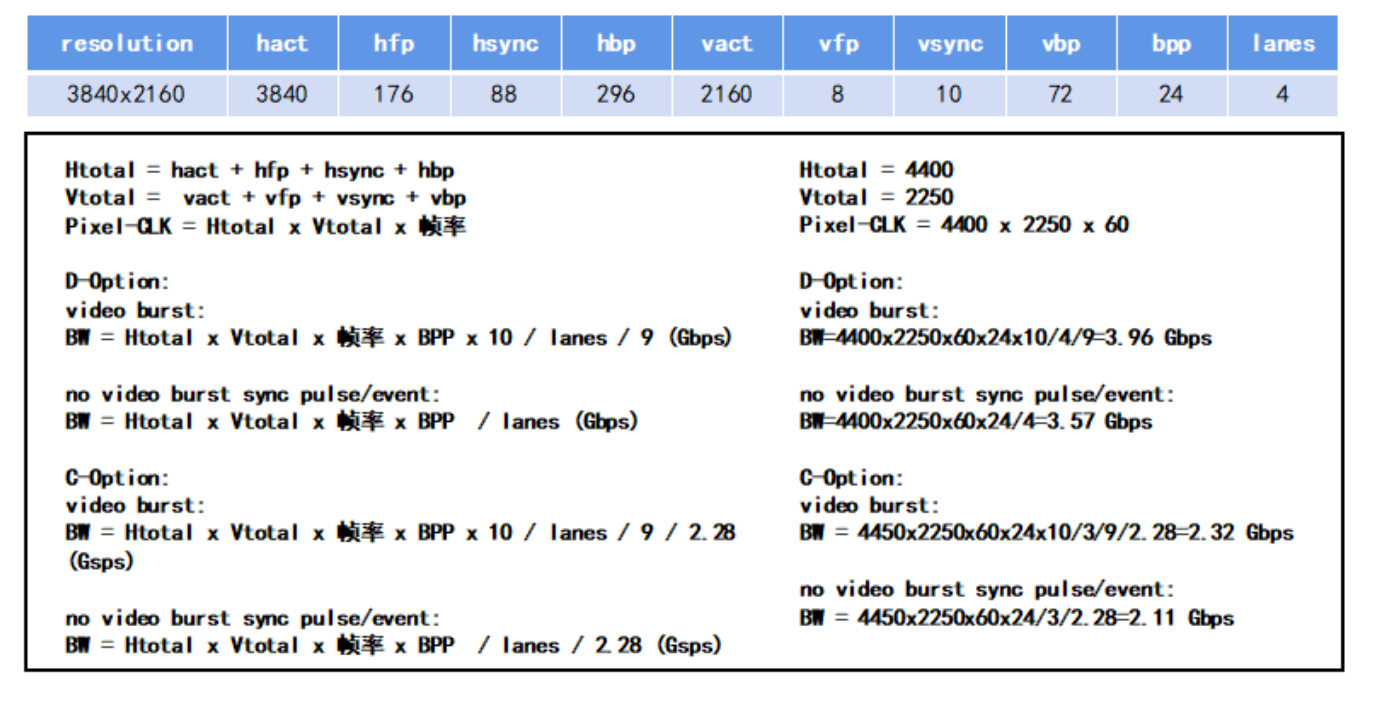 resolution hact hfp hsync hbp vact vfp vsync vbp bpp lanes
3840x2160 3840 176 88 296 2160 8 10 72 24 4
Htotal = hact + hfp + hsync + hbp
Vtotal = vact + vfp + vsync + vbp
Pixel-CLK = Htotal x Vtotal x 帧率
D-Option:
video burst:
BW = Htotal x Vtotal x 帧率 x BPP x 10 / lanes / 9 (Gbps)
no video burst sync pulse/event:
BW = Htotal x Vtotal x 帧率 x BPP / lanes (Gbps)
C-Option:
video burst:
BW = Htotal x Vtotal x 帧率 x BPP x 10 / lanes / 9 / 2.28
(Gsps)
no video burst sync pulse/event:
BW = Htotal x Vtotal x 帧率 x BPP / lanes / 2.28 (Gsps)
Htotal = 4400
Vtotal = 2250
Pixel-CLK = 4400 x 2250 x 60
D-Option:
video burst:
BW=4400x2250x60x24x10/4/9=3.96 Gbps
no video burst sync pulse/event:
BW=4400x2250x60x24/4=3.57 Gbps
C-Option:
video burst:
BW = 4450x2250x60x24x10/3/9/2.28=2.32 Gbps
no video burst sync pulse/event:
BW = 4450x2250x60x24/3/2.28=2.11 Gbps